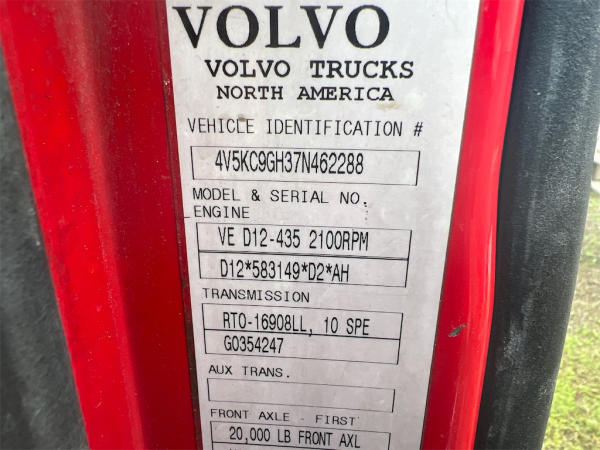 VOLVO
VOLVO TRUCKS
NORTH AMERICA
VEHICLE IDENTIFICATION #
4V5KC9GH37N462288
MODEL & SERIAL NO.
ENGINE
VE D12-435 2100RPM
D12*583149*D2*AH
TRANSMISSION
RTO-16908LL, 10 SPE
GO354247
AUX TRANS.
FRONT AXLE - FIRST
20,000 LB FRONT AXL